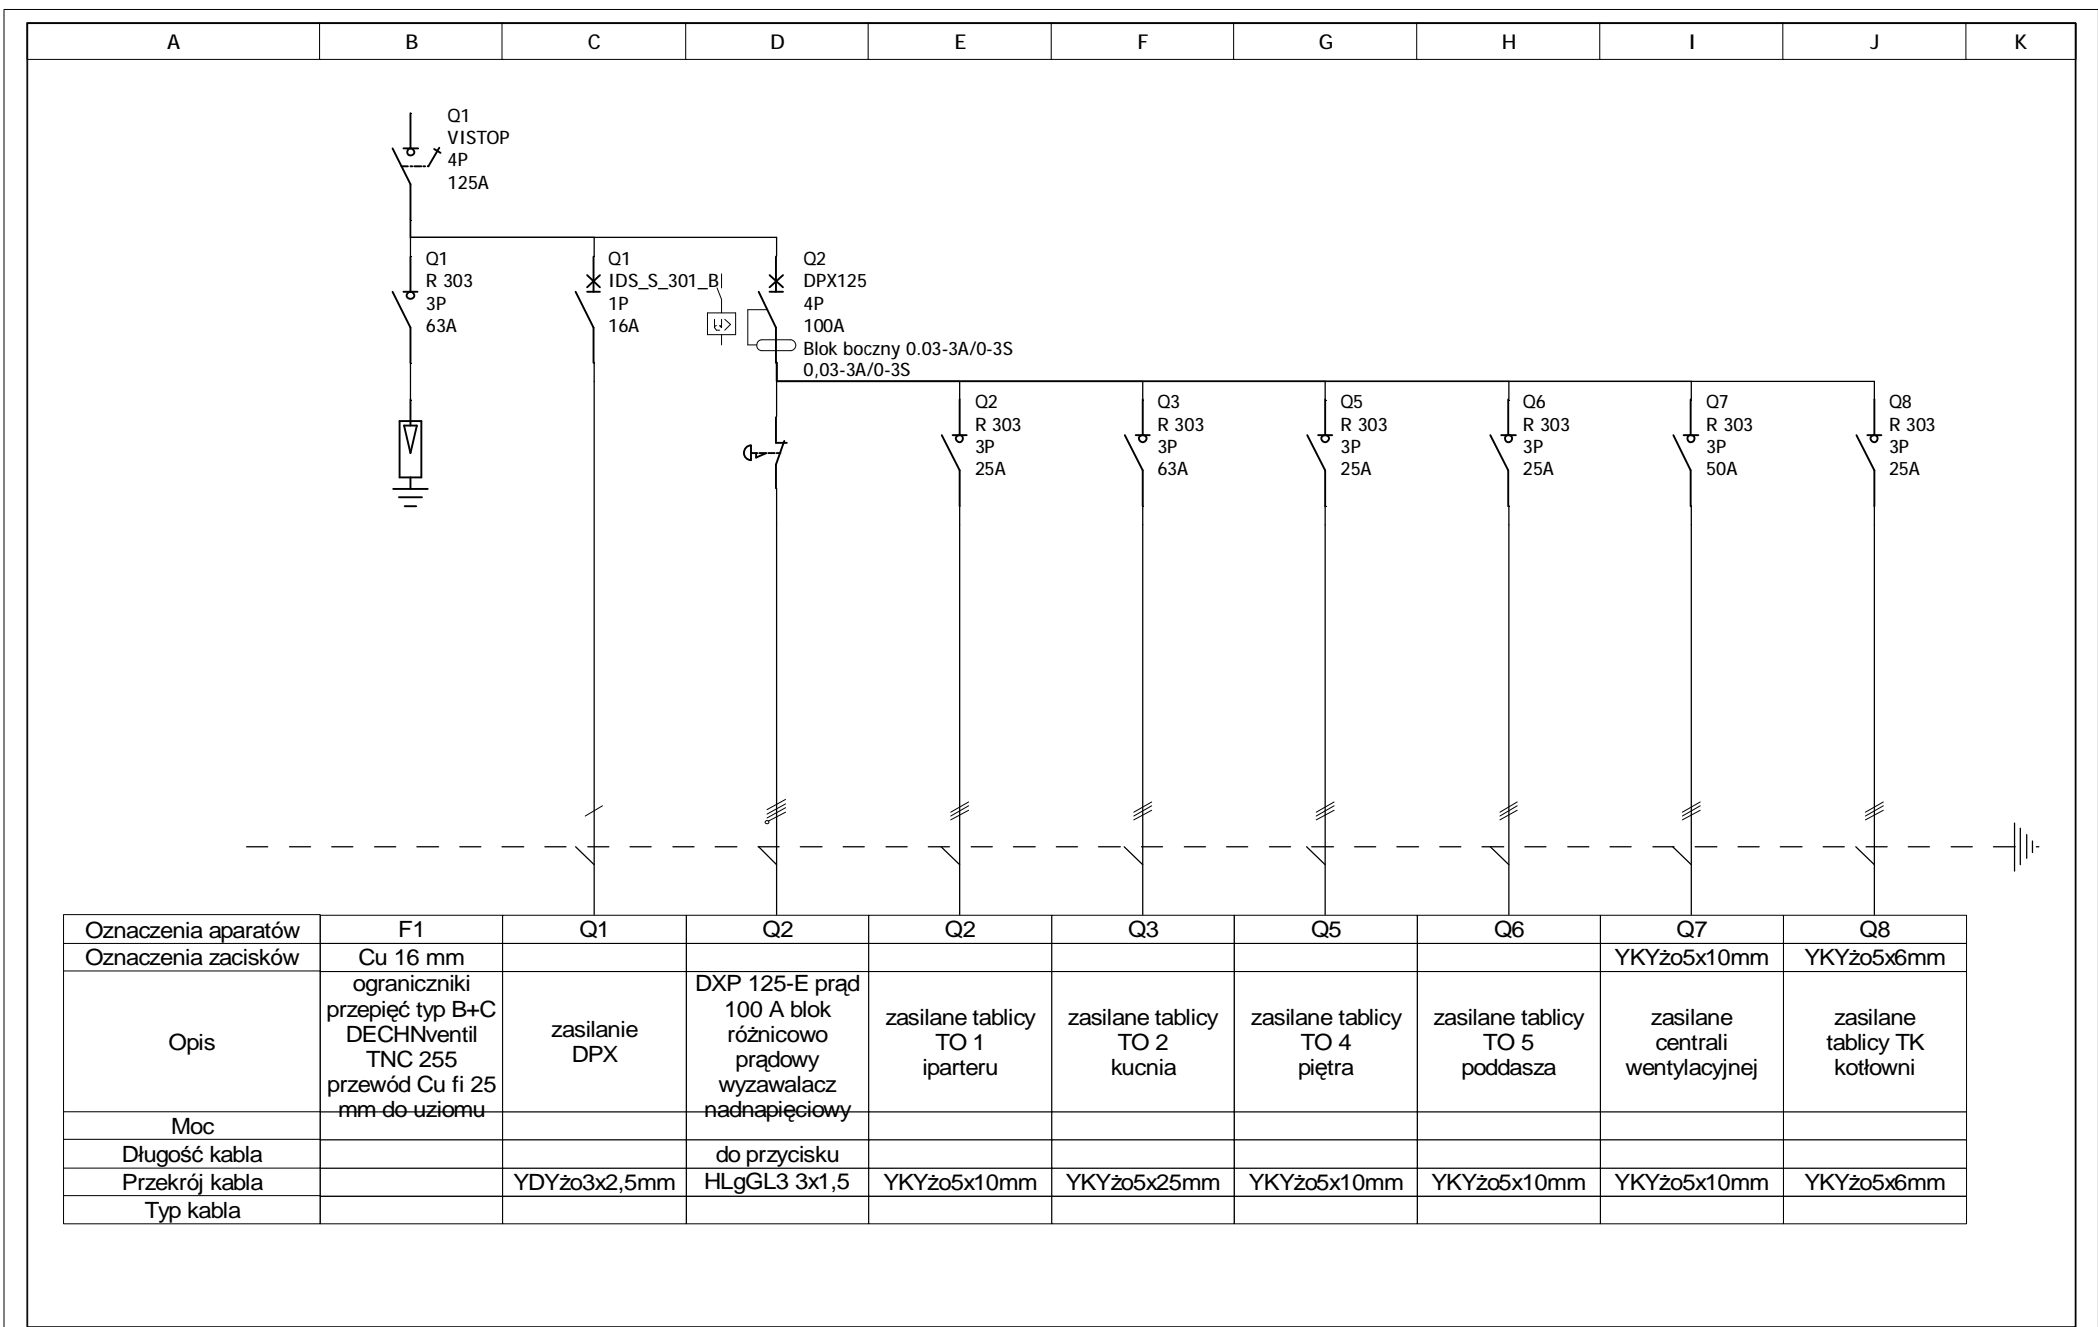 A B C D E F G H I J K
Q1
VISTOP
4P
125A
Q1
R 303
3P
63A
Q1
IDS_S_301_B
1P
16A
Q2
DPX125
4P
100A
Blok boczny 0.03-3A/0-3S
0,03-3A/0-3S
Q2
R 303
3P
25A
Q3
R 303
3P
63A
Q5
R 303
3P
25A
Q6
R 303
3P
25A
Q7
R 303
3P
50A
Q8
R 303
3P
25A
Oznaczenia aparatów F1 Q1 Q2 Q2 Q3 Q5 Q6 Q7 Q8
Oznaczenia zacisków Cu 16 mm YKYżo5x10mm YKYżo5x6mm
Opis
ograniczniki
przepięć typ B+C
DECHNventil
TNC 255
przewód Cu fi 25
mm do uziomu
zasilanie
DPX
DXP 125-E prąd
100 A blok
różnicowo
prądowy
wyzawalacz
nadnapięciowy
zasilane tablicy
TO 1
iparteru
zasilane tablicy
TO 2
kucnia
zasilane tablicy
TO 4
piętra
zasilane tablicy
TO 5
poddasza
zasilane
centrali
wentylacyjnej
zasilane
tablicy TK
kotłowni
Moc
Długość kabla do przycisku
Przekrój kabla YDYżo3x2,5mm HLgGL3 3x1,5 YKYżo5x10mm YKYżo5x25mm YKYżo5x10mm YKYżo5x10mm YKYżo5x10mm YKYżo5x6mm
Typ kabla